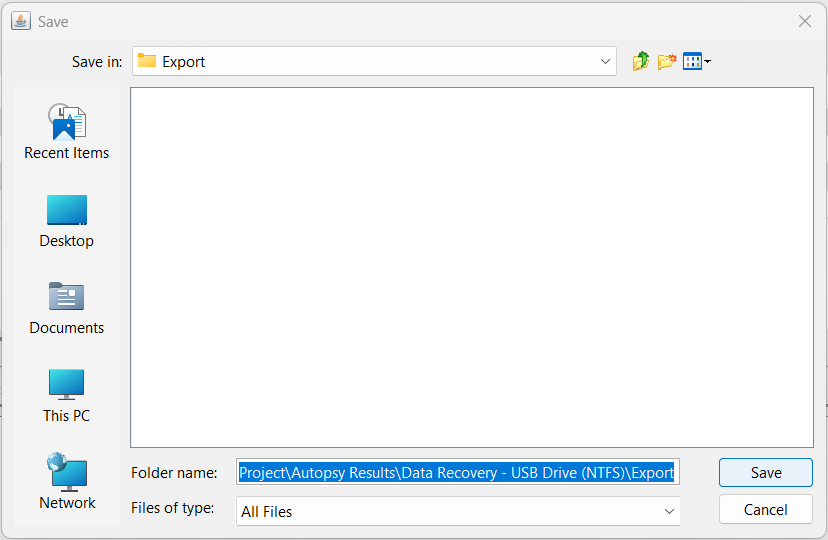 Save
Save in:
Export
Recent Items
Desktop
Documents
This PC
Network
Folder name:
Project\Autopsy Results\Data Recovery - USB Drive (NTFS)\Export
Save
Files of type:
All Files
Cancel